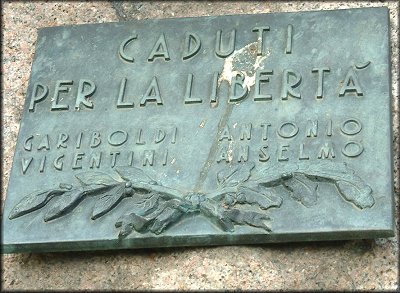 CADUTI
PER LA LIBERTÀ
GARIBOLDI ANTONIO
VIGENTINI ANSELMO